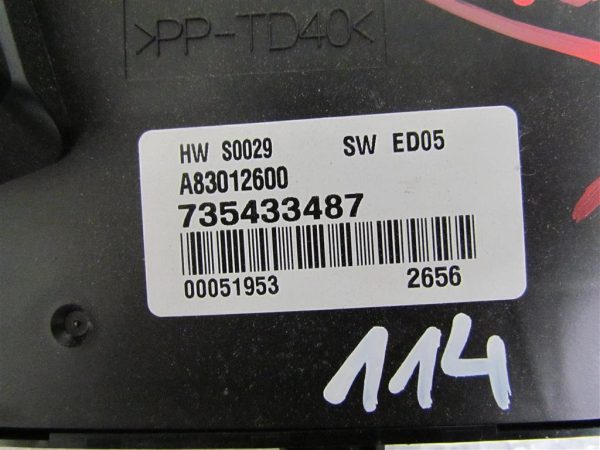 >PP-TD40<
HW S0029 SW ED05
A83012600
735433487
00051953 2656
114